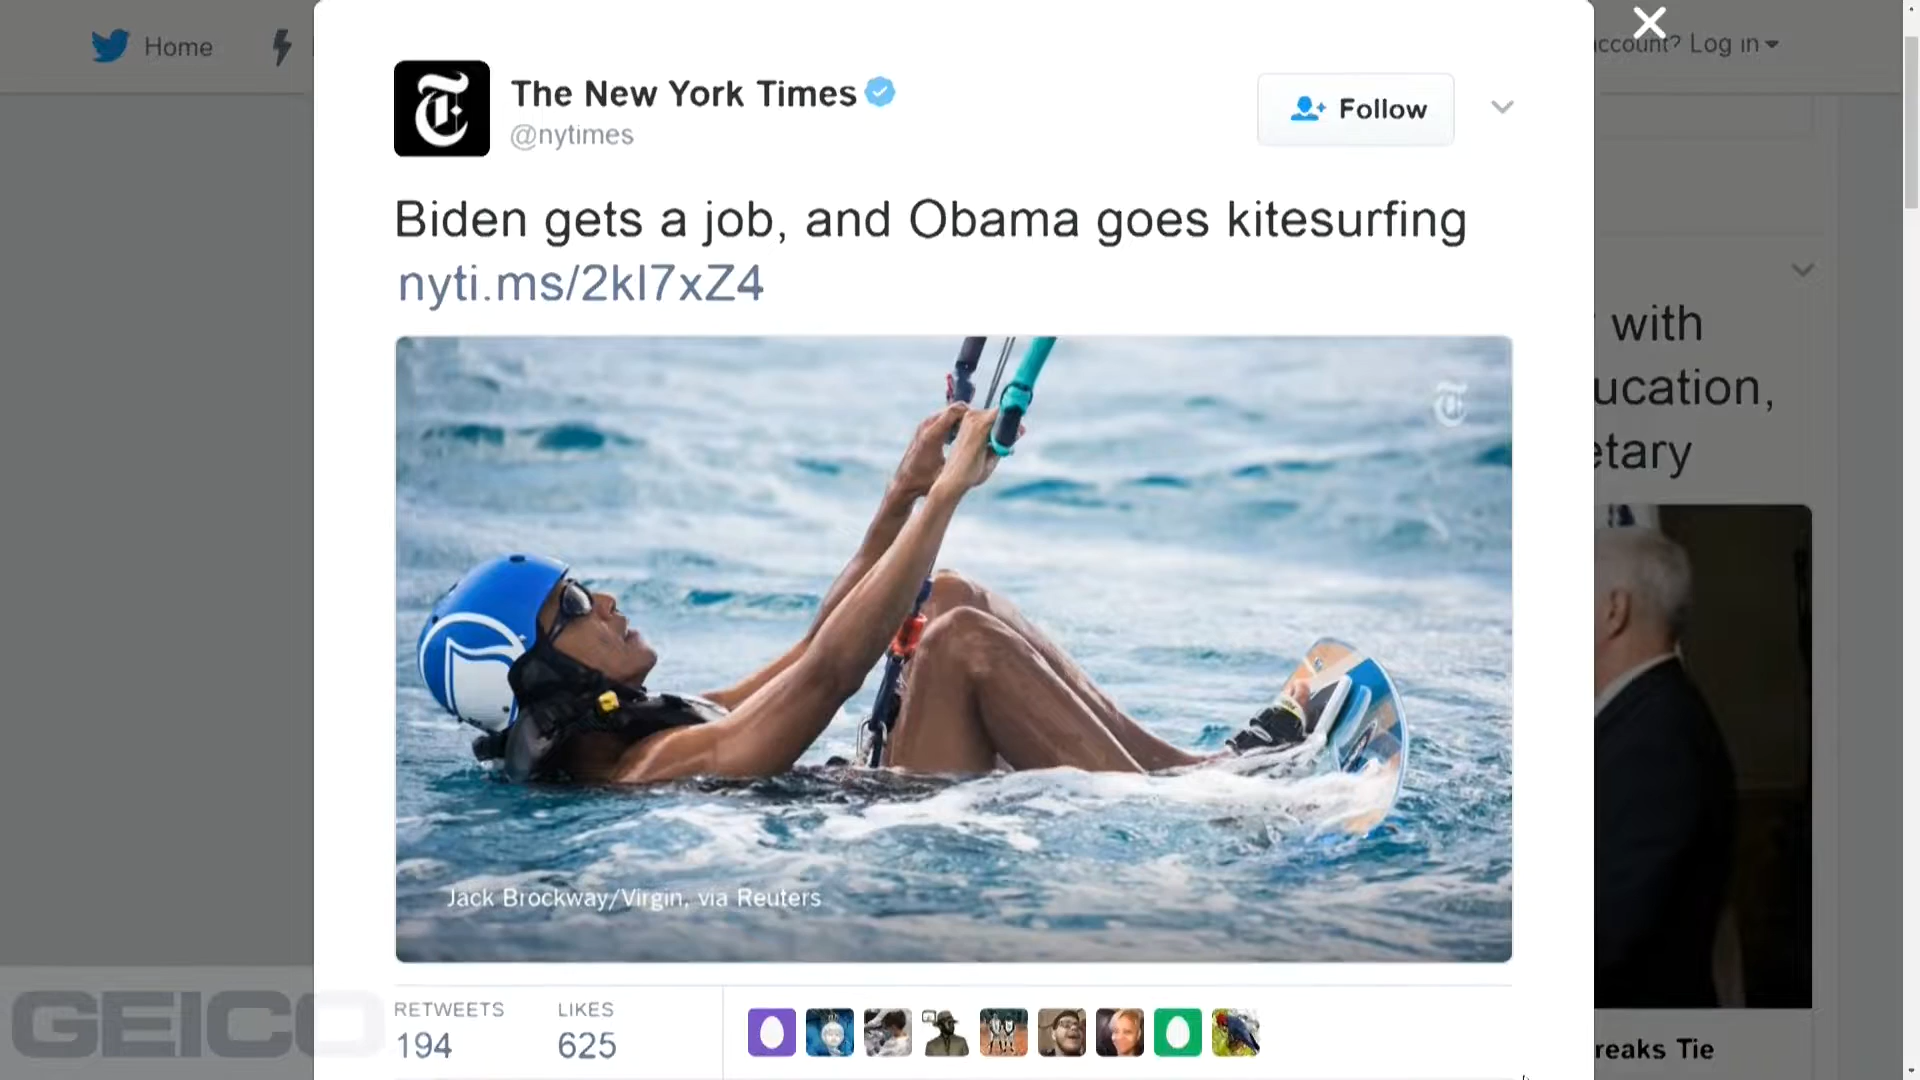 Home
ccount? Log in
The New York Times
@nytimes
Follow
Biden gets a job, and Obama goes kitesurfing
nyti.ms/2kI7xZ4
with
ucation,
etary
Jack Brockway/Virgin, via Reuters
RETWEETS
194
LIKES
625
reaks Tie
GEICO